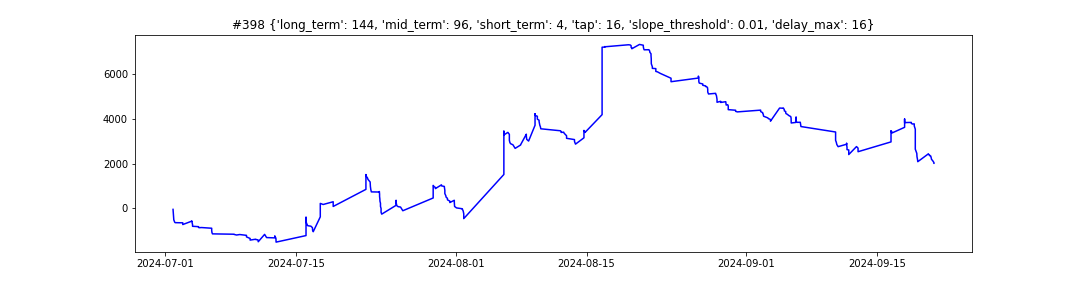 #398 {'long_term': 144, 'mid_term': 96, 'short_term': 4, 'tap': 16, 'slope_threshold': 0.01, 'delay_max': 16}
6000
4000
2000
0
2024-07-01 2024-07-15 2024-08-01 2024-08-15 2024-09-01 2024-09-15